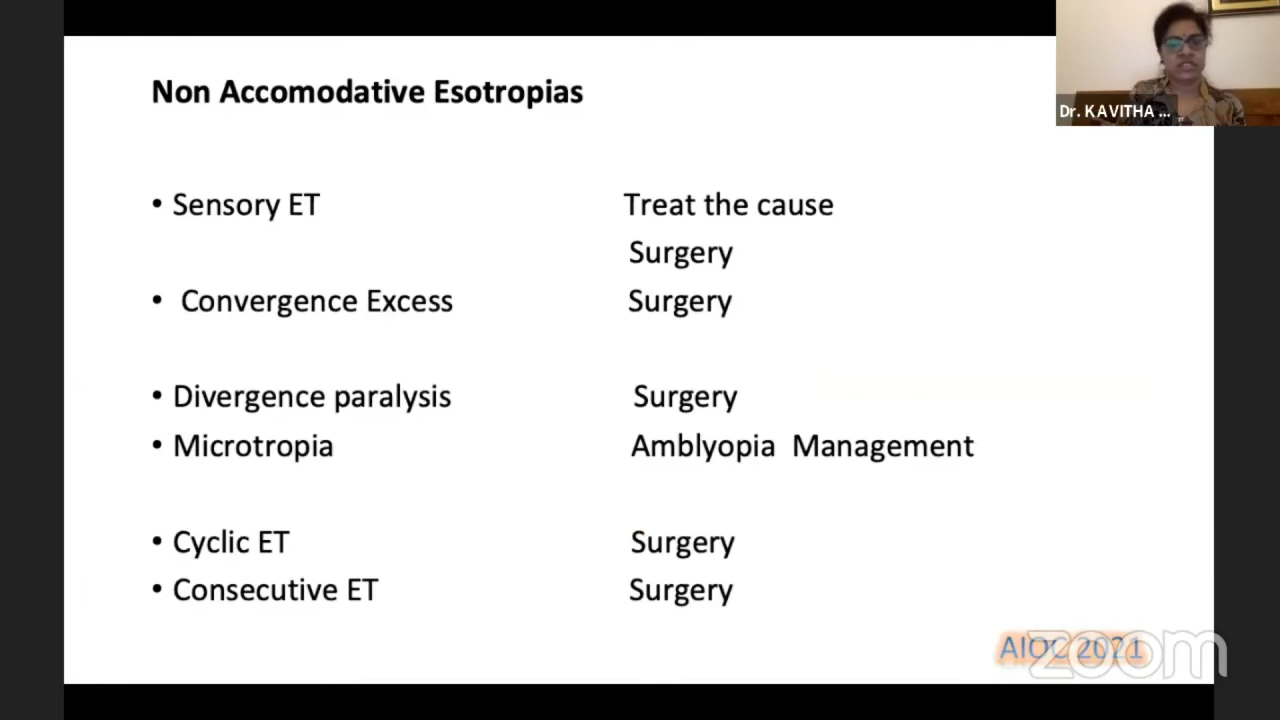 Non Accomodative Esotropias
Dr. KAVITHA ...
• Sensory ET Treat the cause
Surgery
• Convergence Excess Surgery
• Divergence paralysis Surgery
• Microtropia Amblyopia Management
• Cyclic ET Surgery
• Consecutive ET Surgery
AIOC 2021
zoom